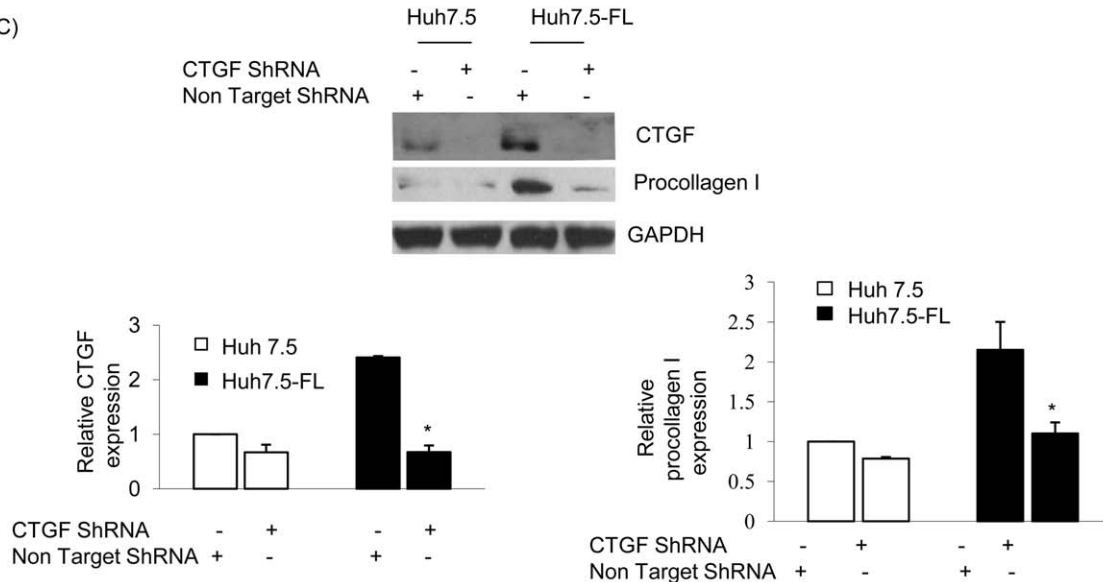 C)
Huh7.5 Huh7.5-FL
CTGF ShRNA - + - +
Non Target ShRNA + - + -
CTGF
Procollagen I
GAPDH
3
2
1
0
Relative CTGF
expression
Huh 7.5
Huh7.5-FL
*
CTGF ShRNA - + - +
Non Target ShRNA + - + -
3
2.5
2
1.5
1
0.5
0
Relative
procollagen I
expression
Huh 7.5
Huh7.5-FL
*
CTGF ShRNA - + - +
Non Target ShRNA + - + -